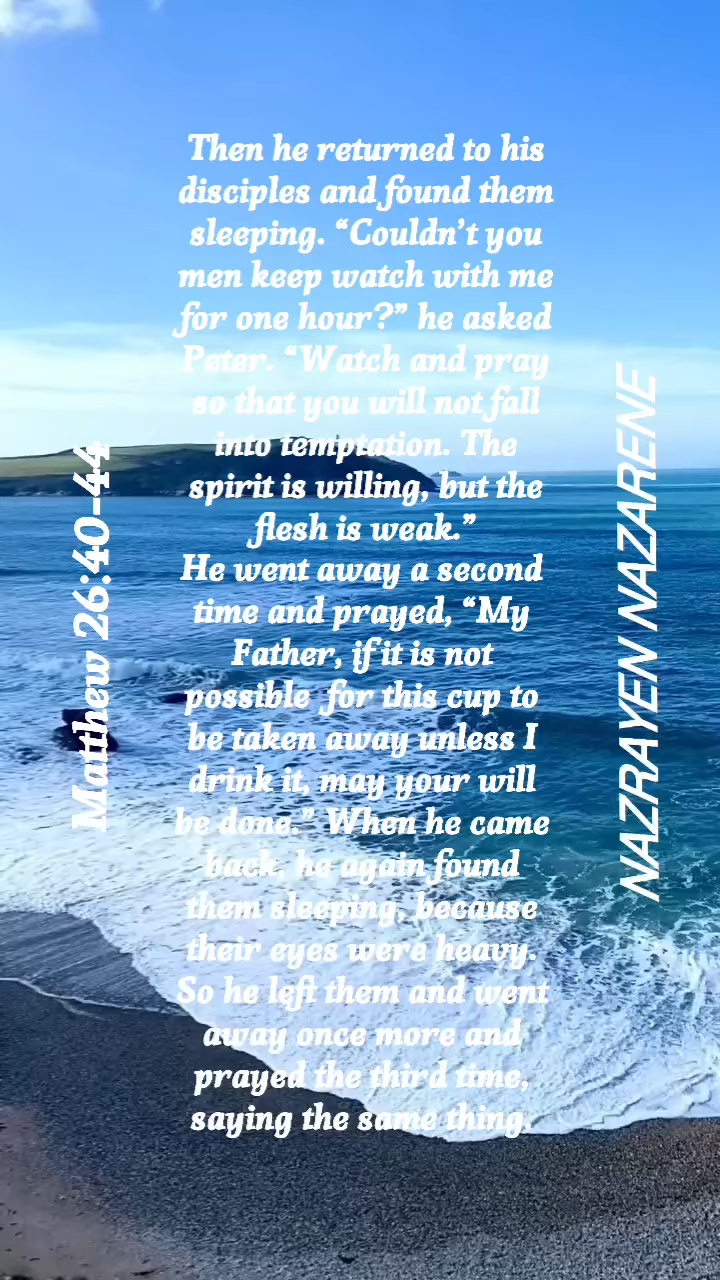 Then he returned to his
disciples and found them
sleeping. “Couldn’t you
men keep watch with me
for one hour?” he asked
Peter. “Watch and pray
so that you will not fall
into temptation. The
spirit is willing, but the
flesh is weak.”
He went away a second
time and prayed, “My
Father, if it is not
possible for this cup to
be taken away unless I
drink it, may your will
be done.” When he came
back, he again found
them sleeping, because
their eyes were heavy.
So he left them and went
away once more and
prayed the third time,
saying the same thing.
Matthew 26:40-44
NAZRAYEN NAZARENE